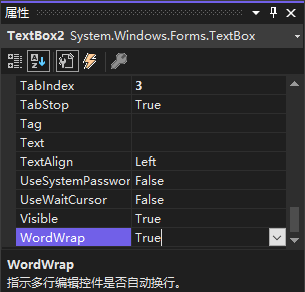 属性
TextBox2 System.Windows.Forms.TextBox
TabIndex 3
TabStop True
Tag
Text
TextAlign Left
UseSystemPasswor False
UseWaitCursor False
Visible True
WordWrap True
WordWrap
指示多行编辑控件是否自动换行。